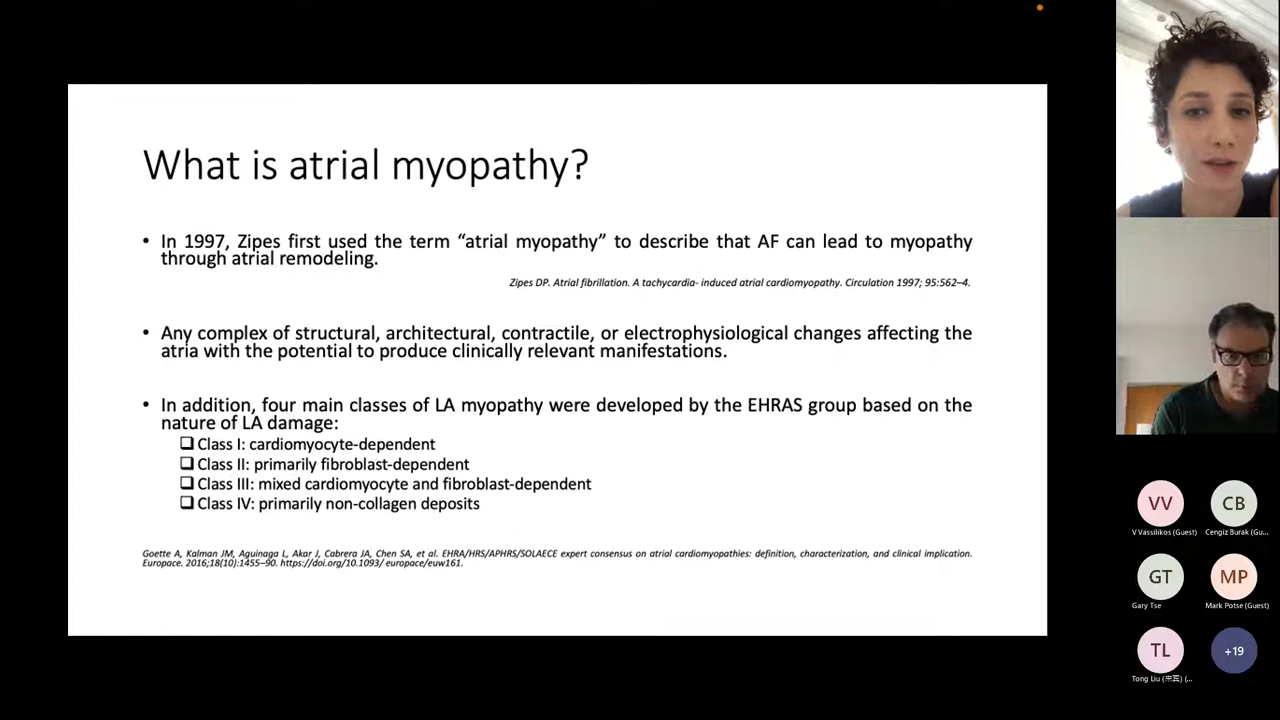 What is atrial myopathy?
• In 1997, Zipes first used the term “atrial myopathy” to describe that AF can lead to myopathy
through atrial remodeling.
Zipes DP. Atrial fibrillation. A tachycardia- induced atrial cardiomyopathy. Circulation 1997; 95:562–4.
• Any complex of structural, architectural, contractile, or electrophysiological changes affecting the
atria with the potential to produce clinically relevant manifestations.
• In addition, four main classes of LA myopathy were developed by the EHRAS group based on the
nature of LA damage:
❑ Class I: cardiomyocyte-dependent
❑ Class II: primarily fibroblast-dependent
❑ Class III: mixed cardiomyocyte and fibroblast-dependent
❑ Class IV: primarily non-collagen deposits
Goette A, Kalman JM, Aguinaga L, Akar J, Cabrera JA, Chen SA, et al. EHRA/HRS/APHRS/SOLAECE expert consensus on atrial cardiomyopathies: definition, characterization, and clinical implication.
Europace. 2016;18(10):1455–90. https://doi.org/10.1093/ europace/euw161.
VV CB
V Vassilikos (Guest) Cengiz Burak (Gu...
GT MP
Gary Tse Mark Potse (Guest)
TL +19
Tong Liu (